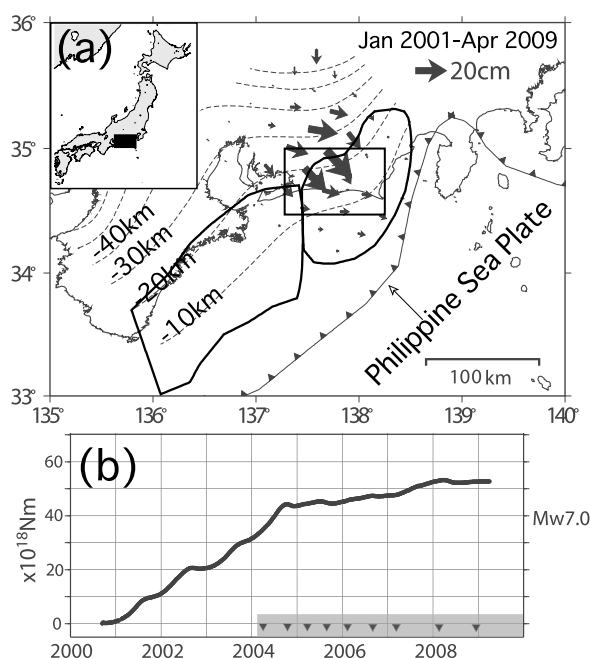 36°
(a)
Jan 2001-Apr 2009
20cm
35°
-40km
-30km
-20km
-10km
34°
Philippine Sea Plate
100 km
33°
135° 136° 137° 138° 139° 140°
(b)
60
40
20
0
x10¹⁸Nm
Mw7.0
2000 2002 2004 2006 2008